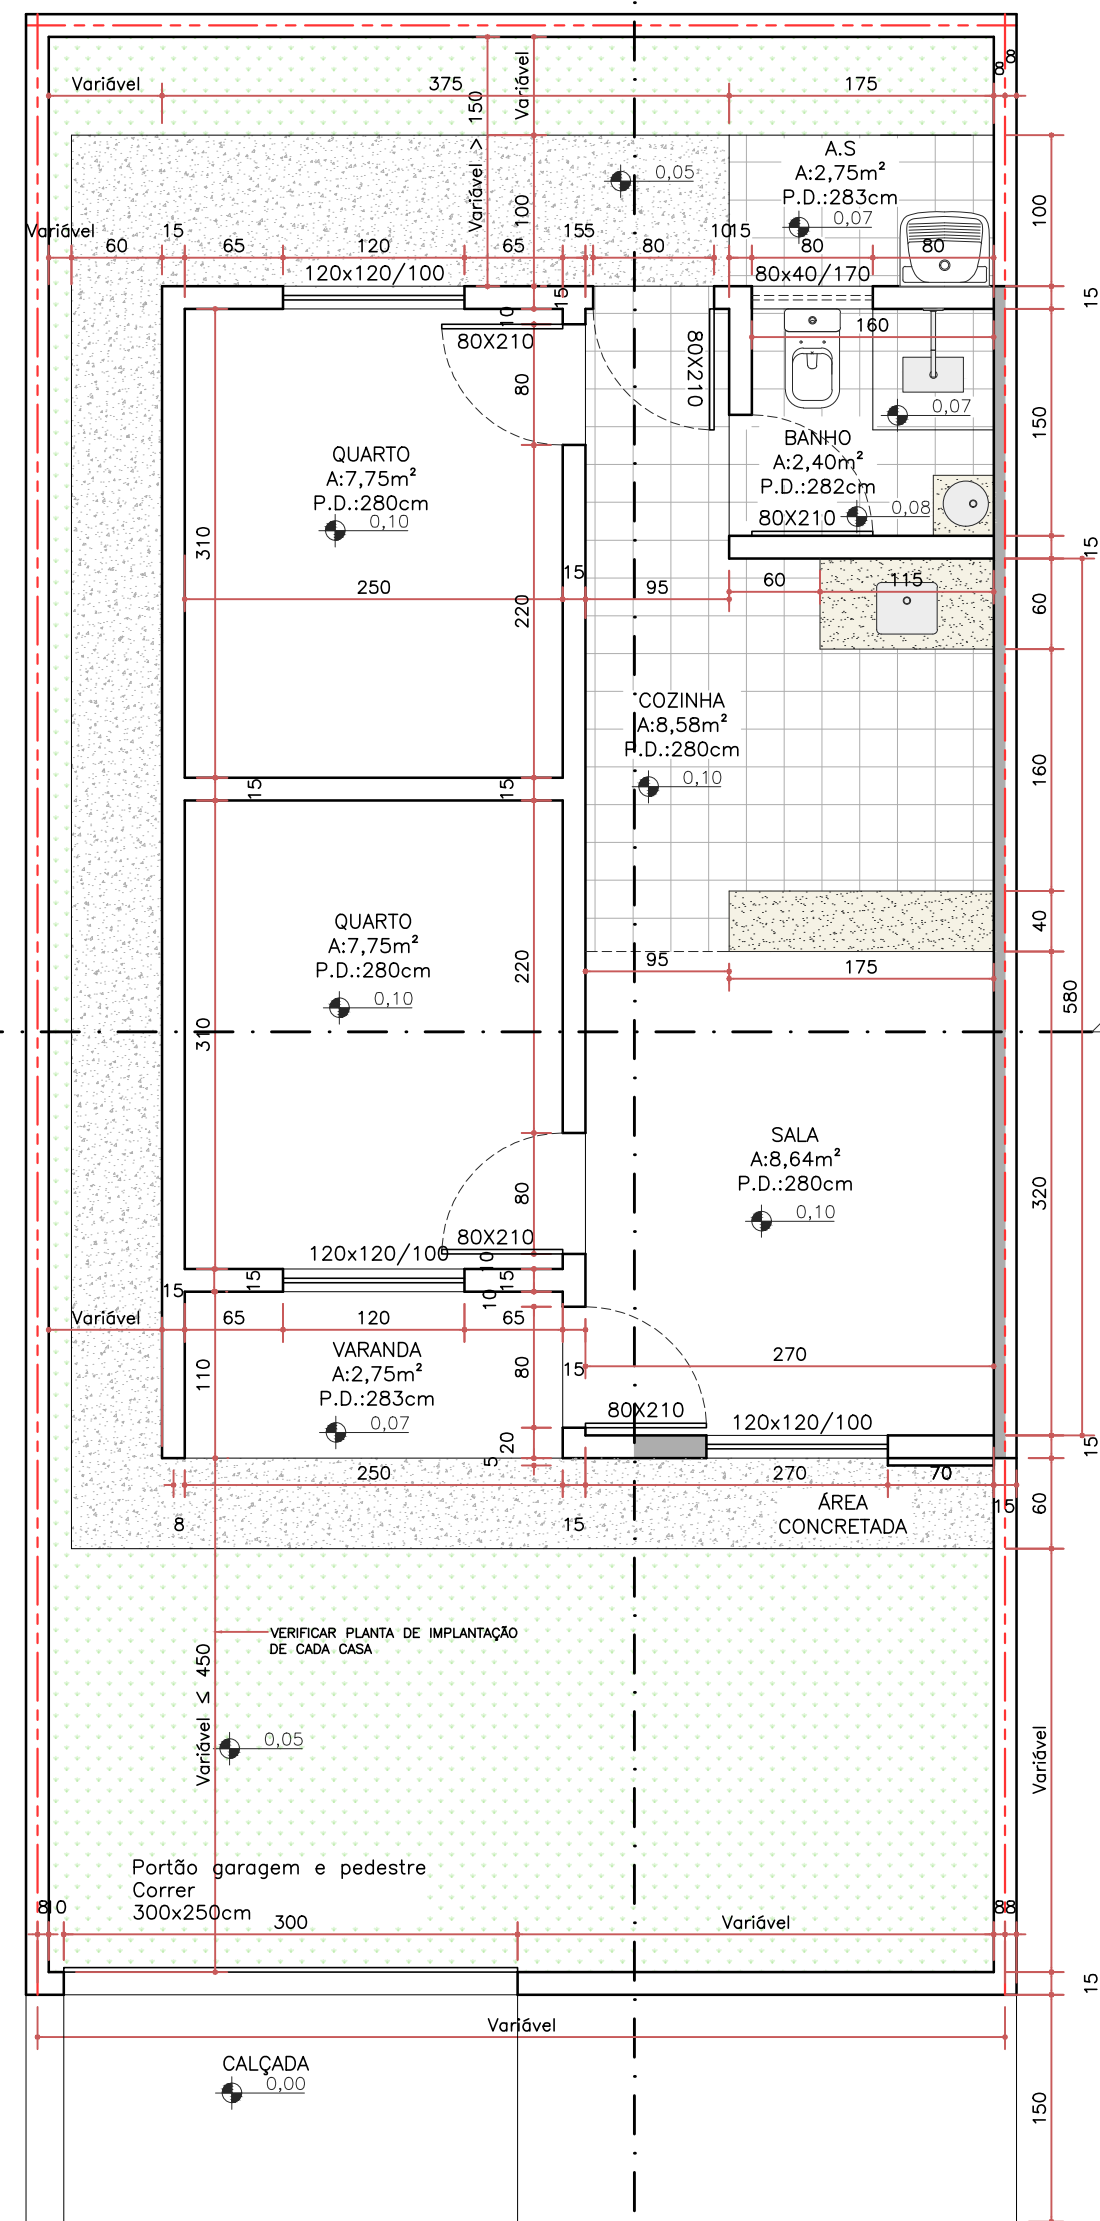 Variável
375
Variável
175
8
8
Variável > 150
100
A.S
A:2,75m²
P.D.:283cm
0,07
0,05
100
Variável
60
15
65
120
65
155
80
1015
80
80
120x120/100
80x40/170
15
10
15
80X210
80
80X210
160
0,07
150
BANHO
A:2,40m²
P.D.:282cm
0,08
80X210
QUARTO
A:7,75m²
P.D.:280cm
0,10
310
15
250
15
95
60
115
60
220
COZINHA
A:8,58m²
P.D.:280cm
0,10
160
15
15
40
QUARTO
A:7,75m²
P.D.:280cm
0,10
220
95
175
580
310
SALA
A:8,64m²
P.D.:280cm
0,10
320
80
80X210
120x120/100
10
15
15
15
10
Variável
65
120
65
VARANDA
A:2,75m²
P.D.:283cm
0,07
110
80
15
270
80X210
120x120/100
20
5
15
250
270
70
15
60
8
15
ÁREA
CONCRETADA
VERIFICAR PLANTA DE IMPLANTAÇÃO
DE CADA CASA
Variável ≤ 450
0,05
Variável
Portão garagem e pedestre
Correr
300x250cm
810
300
Variável
88
15
Variável
CALÇADA
0,00
150